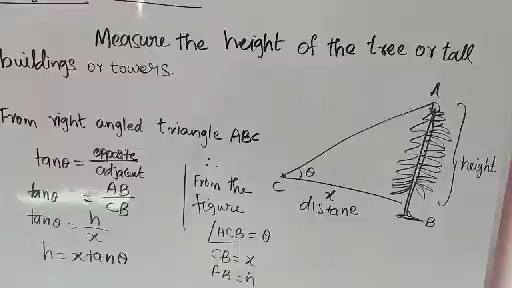 Measure the height of the tree or tall
buildings or towers.
From right angled triangle ABC
tanθ = opposite/adjacent
tanθ = AB/CB
tanθ = h/x
h = x tanθ
∴
From the
figure
∠ACB = θ
CB = x
AB = h
A
θ
C
x
distane
B
height